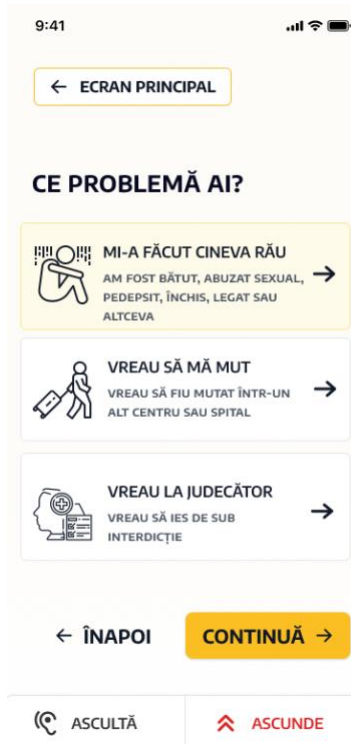 9:41
← ECRAN PRINCIPAL
CE PROBLEMĂ AI?
MI-A FĂCUT CINEVA RĂU
AM FOST BĂTUT, ABUZAT SEXUAL,
PEDEPSIT, ÎNCHIS, LEGAT SAU
ALTCEVA
VREAU SĂ MĂ MUT
VREAU SĂ FIU MUTAT ÎNTR-UN
ALT CENTRU SAU SPITAL
VREAU LA JUDECĂTOR
VREAU SĂ IES DE SUB
INTERDICȚIE
← ÎNAPOI
CONTINUĂ →
ASCULTĂ
ASCUNDE